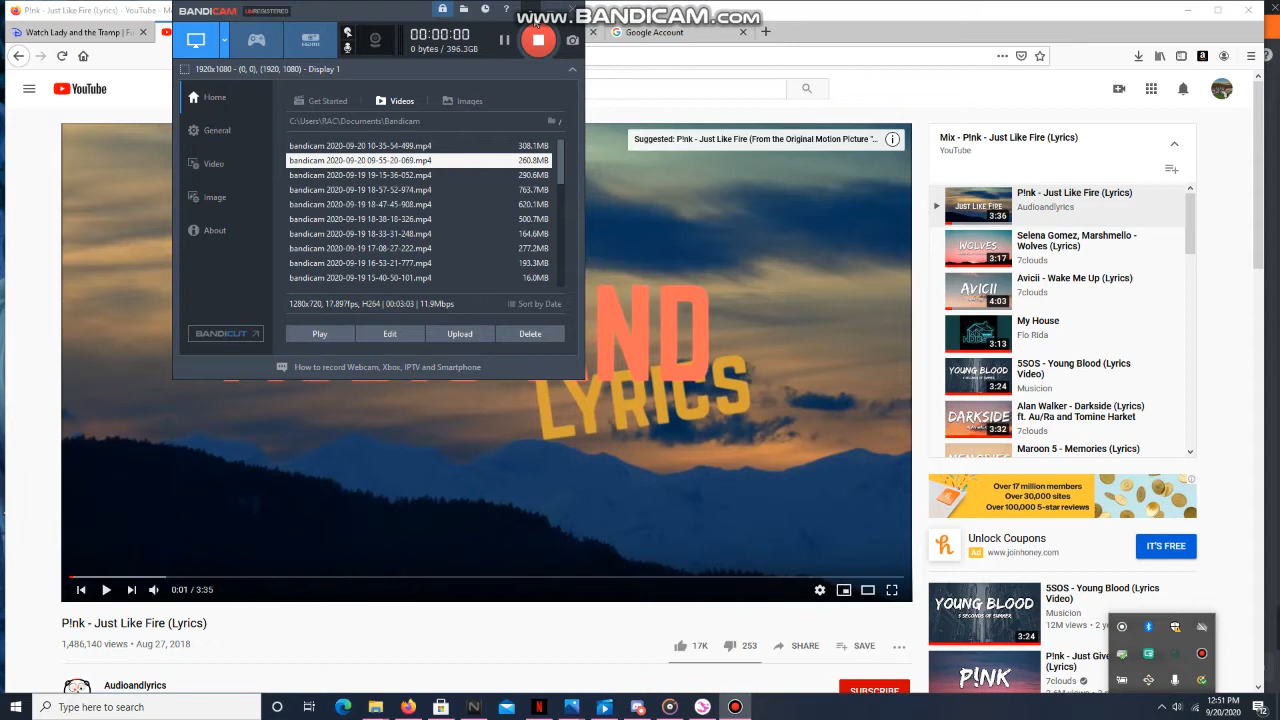 P!nk - Just Like Fire (Lyrics) - YouTube - M
BANDICAM UNREGISTERED
www.BANDICAM.com
Watch Lady and the Tramp | Full
Google Account
00:00:00
0 bytes / 396.3GB
HDMI
1920x1080 - (0, 0), (1920, 1080) - Display 1
YouTube
Home
General
Video
Image
About
Get Started
Videos
Images
C:\Users\RAC\Documents\Bandicam
bandicam 2020-09-20 10-35-54-499.mp4 308.1MB
bandicam 2020-09-20 09-55-20-069.mp4 260.8MB
bandicam 2020-09-19 19-15-36-052.mp4 290.6MB
bandicam 2020-09-19 18-57-52-974.mp4 763.7MB
bandicam 2020-09-19 18-47-45-983.mp4 620.1MB
bandicam 2020-09-19 18-38-18-326.mp4 500.7MB
bandicam 2020-09-19 18-33-31-248.mp4 164.6MB
bandicam 2020-09-19 17-08-27-222.mp4 277.2MB
bandicam 2020-09-19 16-53-21-777.mp4 193.3MB
bandicam 2020-09-19 15-40-50-101.mp4 16.0MB
1280x720, 17.897fps, H264 | 00:03:03 | 11.9Mbps
Sort by Date
BANDICUT
Play
Edit
Upload
Delete
How to record Webcam, Xbox, IPTV and Smartphone
Suggested: P!nk - Just Like Fire (From the Original Motion Picture "...
ND
LYRICS
0:01 / 3:35
P!nk - Just Like Fire (Lyrics)
1,486,140 views • Aug 27, 2018
17K
253
SHARE
SAVE
Audioandlyrics
SUBSCRIBE
Mix - P!nk - Just Like Fire (Lyrics)
YouTube
JUST LIKE FIRE
3:36
P!nk - Just Like Fire (Lyrics)
Audioandlyrics
WOLVES
3:17
Selena Gomez, Marshmello -
Wolves (Lyrics)
7clouds
AVICII
WAKE ME UP
4:03
Avicii - Wake Me Up (Lyrics)
7clouds
3:13
My House
Flo Rida
YOUNG BLOOD
3:24
5SOS - Young Blood (Lyrics
Video)
Musicion
DARKSIDE
3:32
Alan Walker - Darkside (Lyrics)
ft. Au/Ra and Tomine Harket
7clouds
MEMORIES
Maroon 5 - Memories (Lyrics)
Over 17 million members
Over 30,000 sites
Over 100,000 5-star reviews
Unlock Coupons
Ad www.joinhoney.com
IT'S FREE
YOUNG BLOOD
5 SECONDS OF SUMMER
3:24
5SOS - Young Blood (Lyrics
Video)
Musicion
12M views • 2 ye
P!NK
P!nk - Just Giv
(Lyrics)
7clouds
Type here to search
12:51 PM
9/20/2020
12